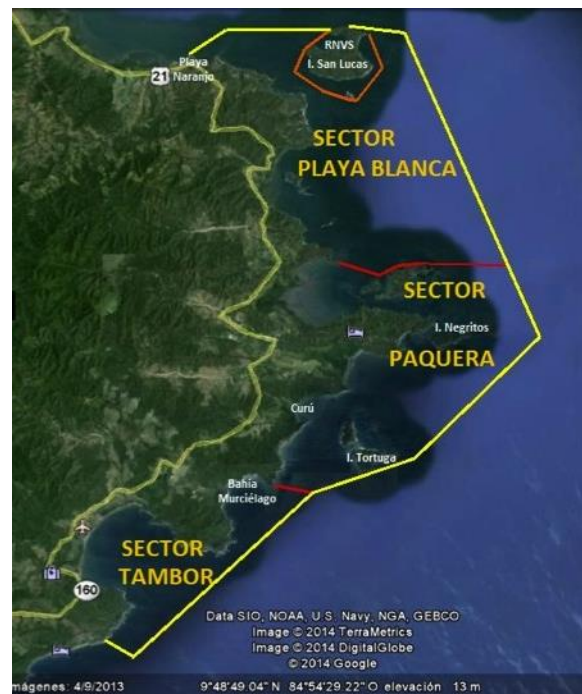 RNVS
I. San Lucas
Playa
Naranjo
21
SECTOR
PLAYA BLANCA
SECTOR
I. Negritos
PAQUERA
Curú
I. Tortuga
Bahía
Murciélago
SECTOR
TAMBOR
160
Data SIO, NOAA, U.S. Navy, NGA, GEBCO
Image © 2014 TerraMetrics
Image © 2014 DigitalGlobe
© 2014 Google
mágenes: 4/9/2013 9°48'49.04" N 84°54'29.22" O elevación 13 m